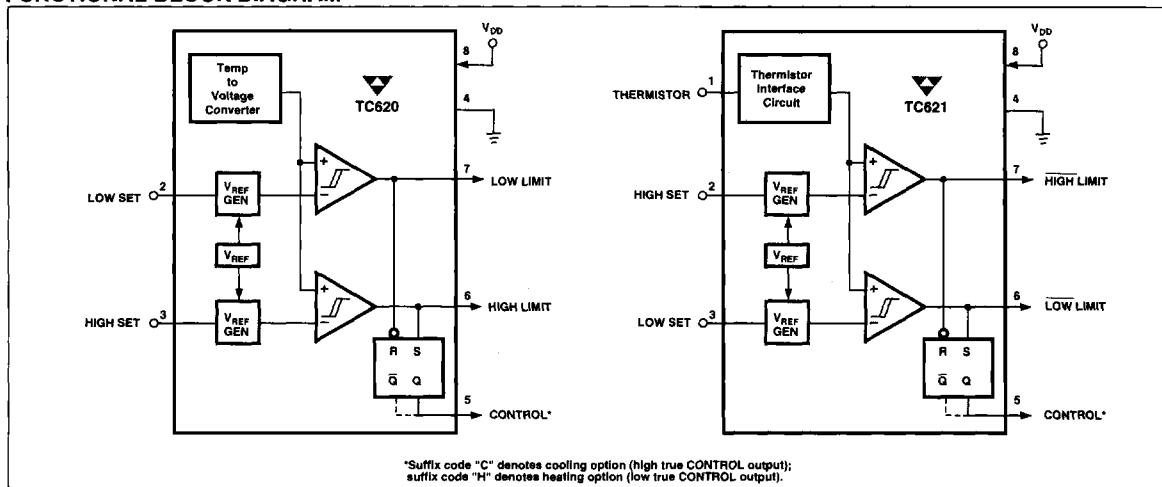 FUNCTIONAL BLOCK DIAGRAM
Temp
to
Voltage
Converter
TC620
8
VDD
4
LOW SET
2
VREF
GEN
+
−
7
LOW LIMIT
VREF
HIGH SET
3
VREF
GEN
+
−
6
HIGH LIMIT
R S
Q̅ Q
5
CONTROL*
THERMISTOR
1
Thermistor
Interface
Circuit
TC621
8
VDD
4
HIGH SET
2
VREF
GEN
+
−
7
H̅I̅G̅H̅ LIMIT
VREF
LOW SET
3
VREF
GEN
+
−
6
L̅O̅W̅ LIMIT
R S
Q̅ Q
5
CONTROL*
*Suffix code "C" denotes cooling option (high true CONTROL output);
suffix code "H" denotes heating option (low true CONTROL output).